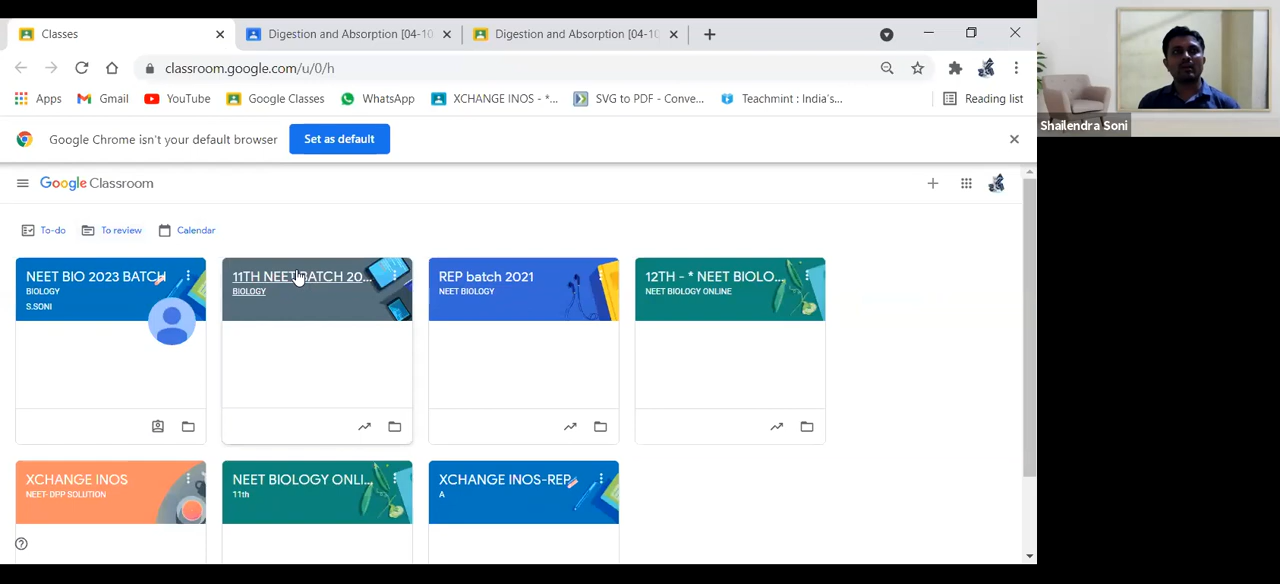 Classes
Digestion and Absorption [04-10
Digestion and Absorption [04-10
classroom.google.com/u/0/h
Apps
Gmail
YouTube
Google Classes
WhatsApp
XCHANGE INOS - *...
SVG to PDF - Conve...
Teachmint : India's...
Reading list
Shailendra Soni
Google Chrome isn't your default browser
Set as default
Google Classroom
To-do
To review
Calendar
NEET BIO 2023 BATCH
BIOLOGY
S.SONI
11TH NEET BATCH 20...
BIOLOGY
REP batch 2021
NEET BIOLOGY
12TH - * NEET BIOLO...
NEET BIOLOGY ONLINE
XCHANGE INOS
NEET- DPP SOLUTION
NEET BIOLOGY ONLI...
11th
XCHANGE INOS-REP
A